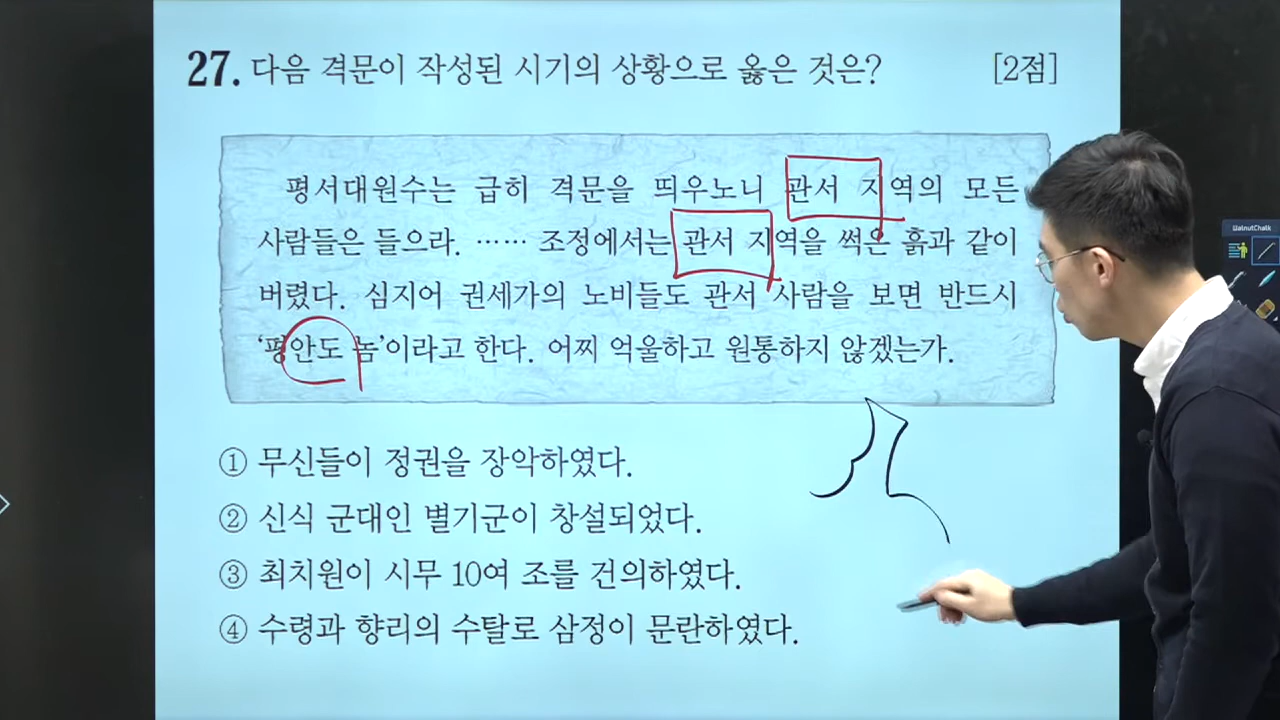 27. 다음 격문이 작성된 시기의 상황으로 옳은 것은? [2점]
평서대원수는 급히 격문을 띄우노니 관서 지역의 모든
사람들은 들으라. …… 조정에서는 관서 지역을 썩은 흙과 같이
버렸다. 심지어 권세가의 노비들도 관서 사람을 보면 반드시
‘평안도 놈’이라고 한다. 어찌 억울하고 원통하지 않겠는가.
① 무신들이 정권을 장악하였다.
② 신식 군대인 별기군이 창설되었다.
③ 최치원이 시무 10여 조를 건의하였다.
④ 수령과 향리의 수탈로 삼정이 문란하였다.
WalnutChalk